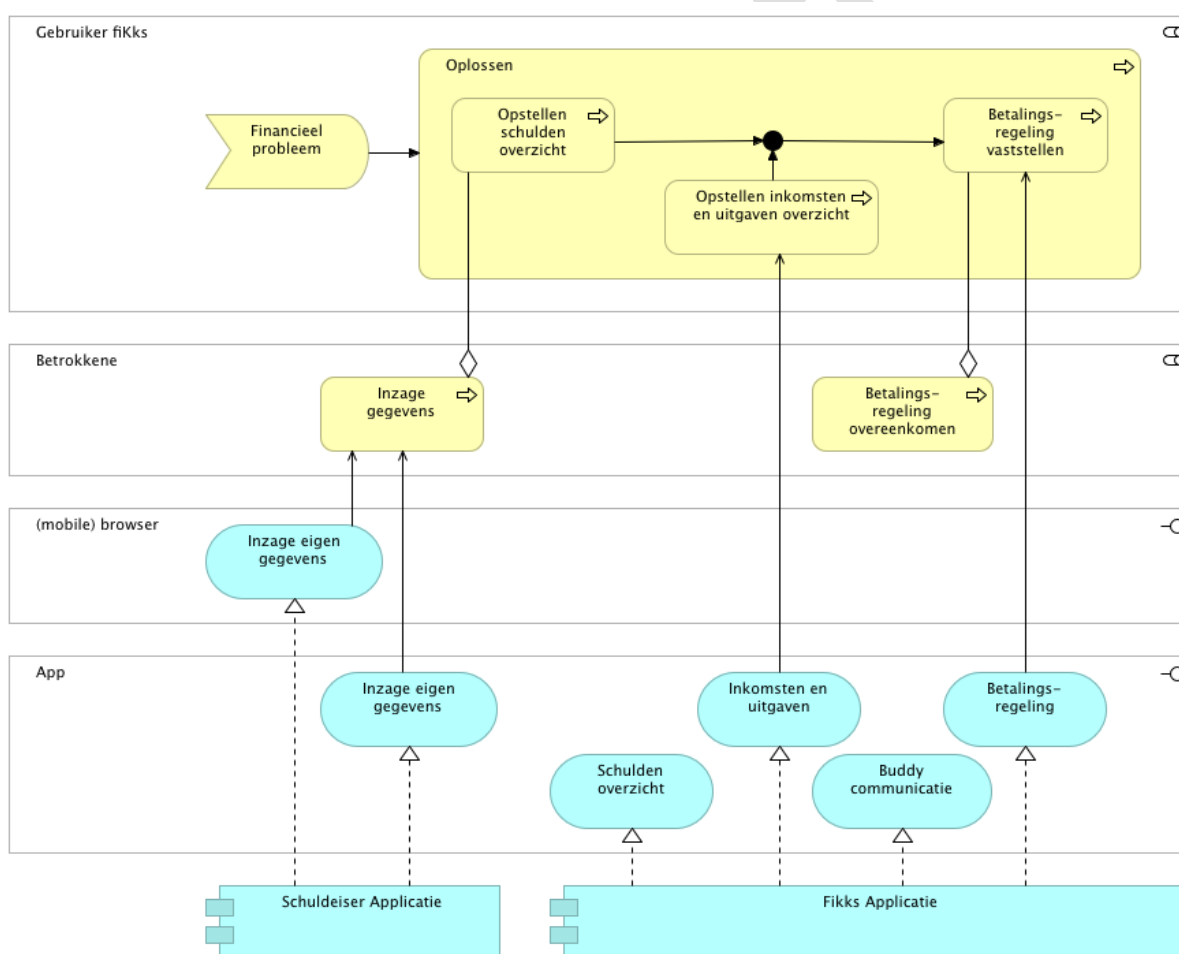 Gebruiker fiKks
Oplossen
Financieel
probleem
Opstellen
schulden
overzicht
Betalings-
regeling
vaststellen
Opstellen inkomsten
en uitgaven overzicht
Betrokkene
Inzage
gegevens
Betalings-
regeling
overeenkomen
(mobile) browser
Inzage eigen
gegevens
App
Inzage eigen
gegevens
Inkomsten en
uitgaven
Betalings-
regeling
Schulden
overzicht
Buddy
communicatie
Schuldeiser Applicatie
Fikks Applicatie